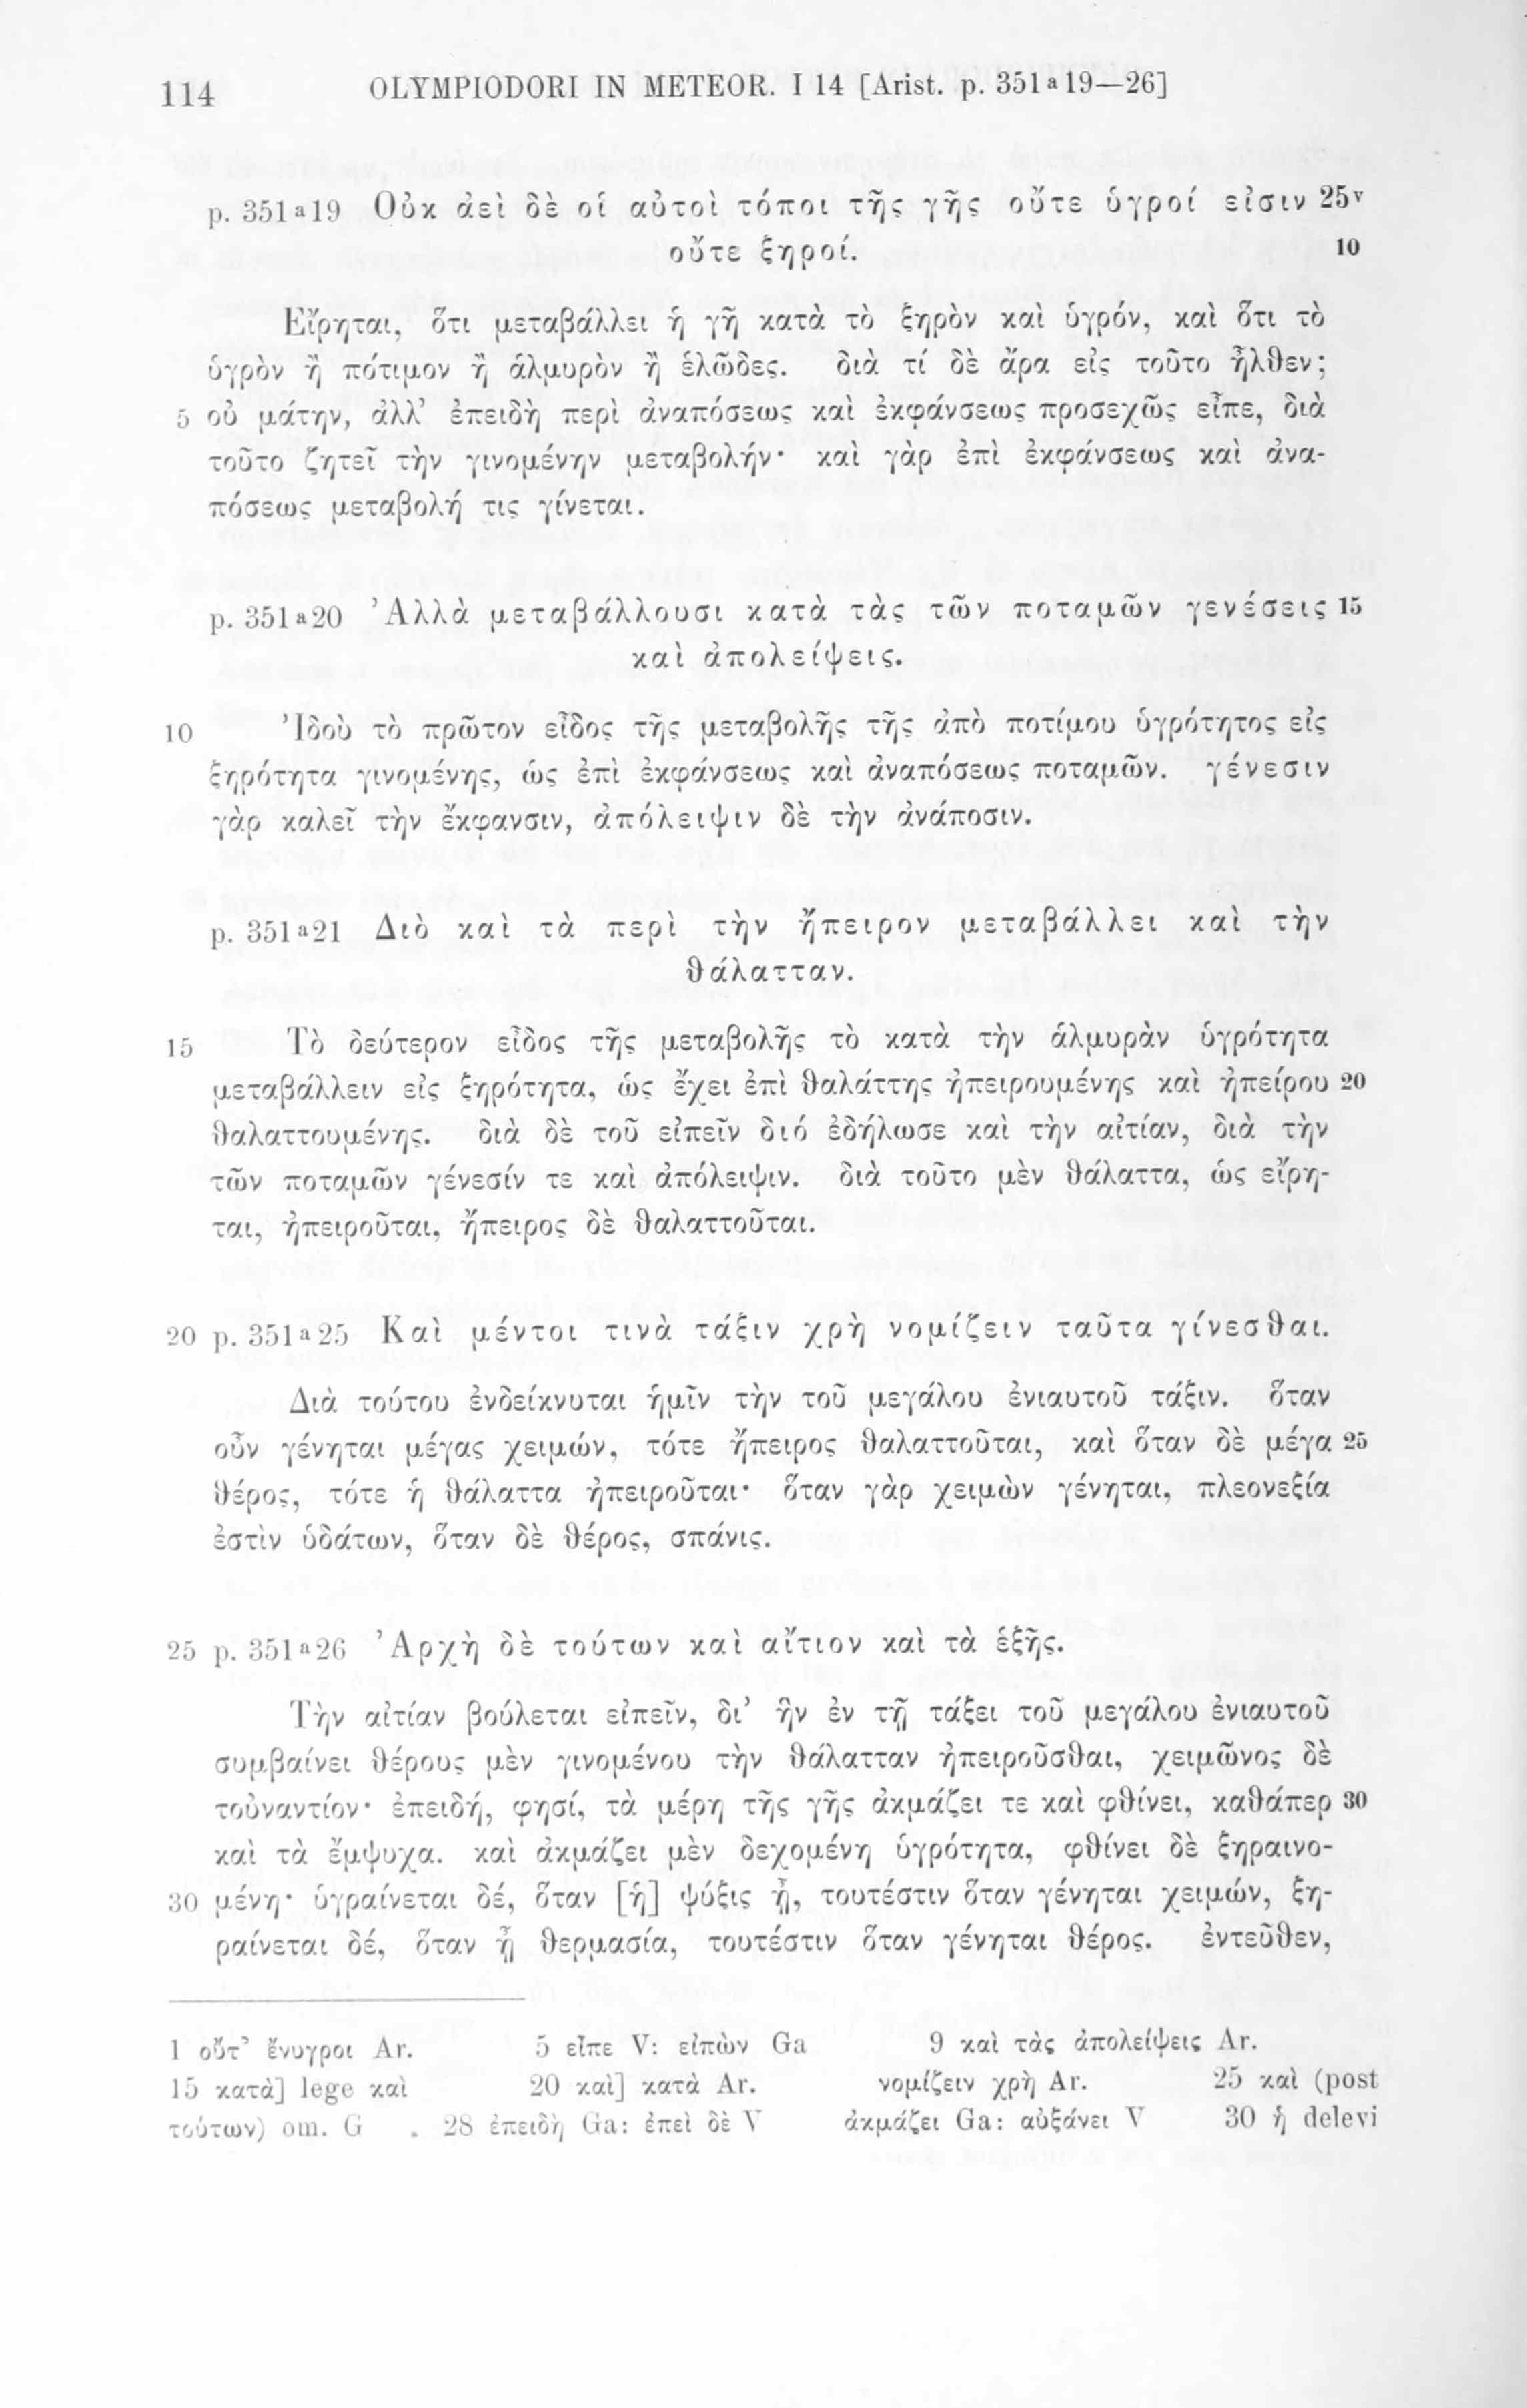 114 OLYMPIODORI IN METEOR. I 14 [Arist. p. 351a19—26]
p. 351a19 Οὐκ ἀεὶ δὲ οἱ αὐτοὶ τόποι τῆς γῆς οὔτε ὑγροί εἰσιν 25v
οὔτε ξηροί. 10
Εἴρηται, ὅτι μεταβάλλει ἡ γῆ κατὰ τὸ ξηρὸν καὶ ὑγρόν, καὶ ὅτι τὸ
ὑγρὸν ἢ πότιμον ἢ ἁλμυρὸν ἢ ἑλῶδες. διὰ τί δὲ ἄρα εἰς τοῦτο ἦλθεν;
5 οὐ μάτην, ἀλλ’ ἐπειδὴ περὶ ἀναπόσεως καὶ ἐκφάνσεως προσεχῶς εἶπε, διὰ
τοῦτο ζητεῖ τὴν γινομένην μεταβολήν· καὶ γὰρ ἐπὶ ἐκφάνσεως καὶ ἀνα-
πόσεως μεταβολή τις γίνεται.
p. 351a20 Ἀλλὰ μεταβάλλουσι κατὰ τὰς τῶν ποταμῶν γενέσεις 15
καὶ ἀπολείψεις.
10 Ἰδοὺ τὸ πρῶτον εἶδος τῆς μεταβολῆς τῆς ἀπὸ ποτίμου ὑγρότητος εἰς
ξηρότητα γινομένης, ὡς ἐπὶ ἐκφάνσεως καὶ ἀναπόσεως ποταμῶν. γένεσιν
γὰρ καλεῖ τὴν ἔκφανσιν, ἀπόλειψιν δὲ τὴν ἀνάποσιν.
p. 351a21 Διὸ καὶ τὰ περὶ τὴν ἤπειρον μεταβάλλει καὶ τὴν
θάλατταν.
15 Τὸ δεύτερον εἶδος τῆς μεταβολῆς τὸ κατὰ τὴν ἁλμυρὰν ὑγρότητα
μεταβάλλειν εἰς ξηρότητα, ὡς ἔχει ἐπὶ θαλάττης ἠπειρουμένης καὶ ἠπείρου 20
θαλαττουμένης. διὰ δὲ τοῦ εἰπεῖν διό ἐδήλωσε καὶ τὴν αἰτίαν, διὰ τὴν
τῶν ποταμῶν γένεσίν τε καὶ ἀπόλειψιν. διὰ τοῦτο μὲν θάλαττα, ὡς εἴρη-
ται, ἠπειροῦται, ἤπειρος δὲ θαλαττοῦται.
20 p. 351a25 Καὶ μέντοι τινὰ τάξιν χρὴ νομίζειν ταῦτα γίνεσθαι.
Διὰ τούτου ἐνδείκνυται ἡμῖν τὴν τοῦ μεγάλου ἐνιαυτοῦ τάξιν. ὅταν
οὖν γένηται μέγας χειμών, τότε ἤπειρος θαλαττοῦται, καὶ ὅταν δὲ μέγα 25
θέρος, τότε ἡ θάλαττα ἠπειροῦται· ὅταν γὰρ χειμὼν γένηται, πλεονεξία
ἐστὶν ὑδάτων, ὅταν δὲ θέρος, σπάνις.
25 p. 351a26 Ἀρχὴ δὲ τούτων καὶ αἴτιον καὶ τὰ ἑξῆς.
Τὴν αἰτίαν βούλεται εἰπεῖν, δι’ ἣν ἐν τῇ τάξει τοῦ μεγάλου ἐνιαυτοῦ
συμβαίνει θέρους μὲν γινομένου τὴν θάλατταν ἠπειροῦσθαι, χειμῶνος δὲ
τοὐναντίον· ἐπειδή, φησί, τὰ μέρη τῆς γῆς ἀκμάζει τε καὶ φθίνει, καθάπερ 30
καὶ τὰ ἔμψυχα. καὶ ἀκμάζει μὲν δεχομένη ὑγρότητα, φθίνει δὲ ξηραινο-
30 μένη· ὑγραίνεται δέ, ὅταν [ἡ] ψύξις ᾖ, τουτέστιν ὅταν γένηται χειμών, ξη-
ραίνεται δέ, ὅταν ᾖ θερμασία, τουτέστιν ὅταν γένηται θέρος. ἐντεῦθεν,
1 οὔτ’ ἔνυγροι Ar. 5 εἶπε V: εἰπὼν Ga 9 καὶ τὰς ἀπολείψεις Ar.
15 κατὰ] lege καὶ 20 καὶ] κατὰ Ar. νομίζειν χρὴ Ar. 25 καὶ (post
τούτων) om. G 28 ἐπειδὴ Ga: ἐπεὶ δὲ V ἀκμάζει Ga: αὐξάνει V 30 ἡ delevi